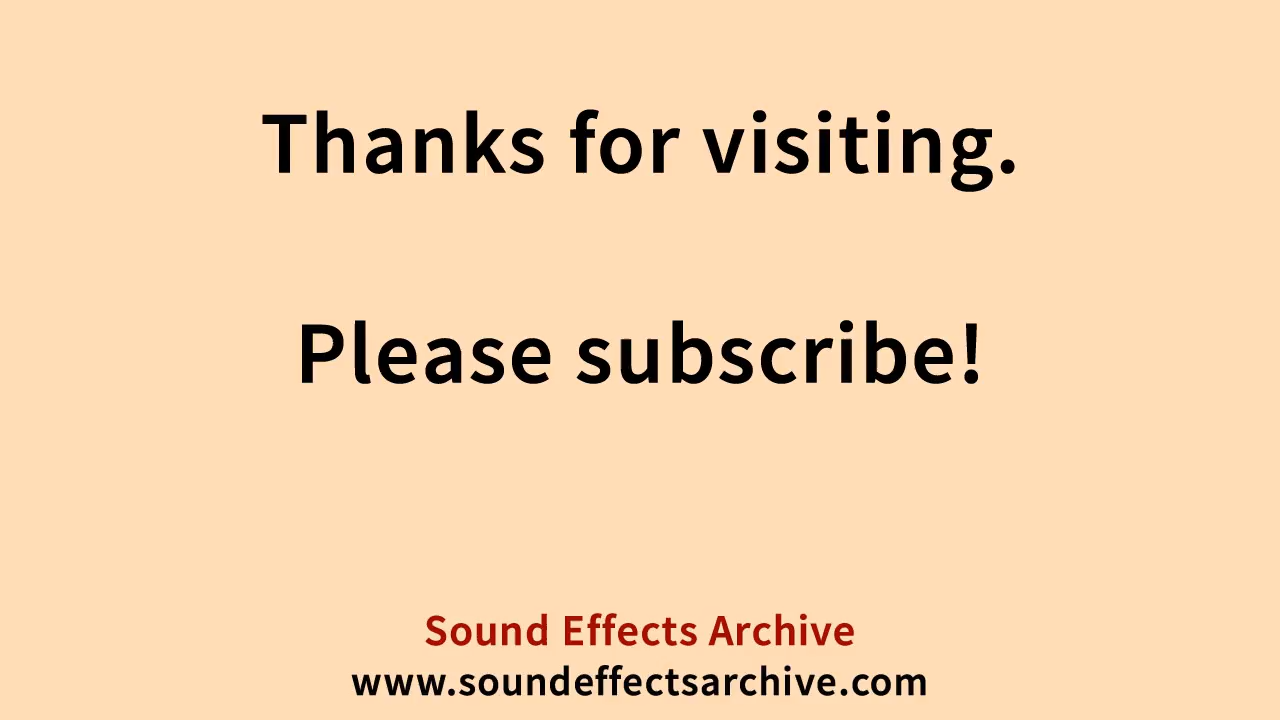 Thanks for visiting.
Please subscribe!
Sound Effects Archive
www.soundeffectsarchive.com